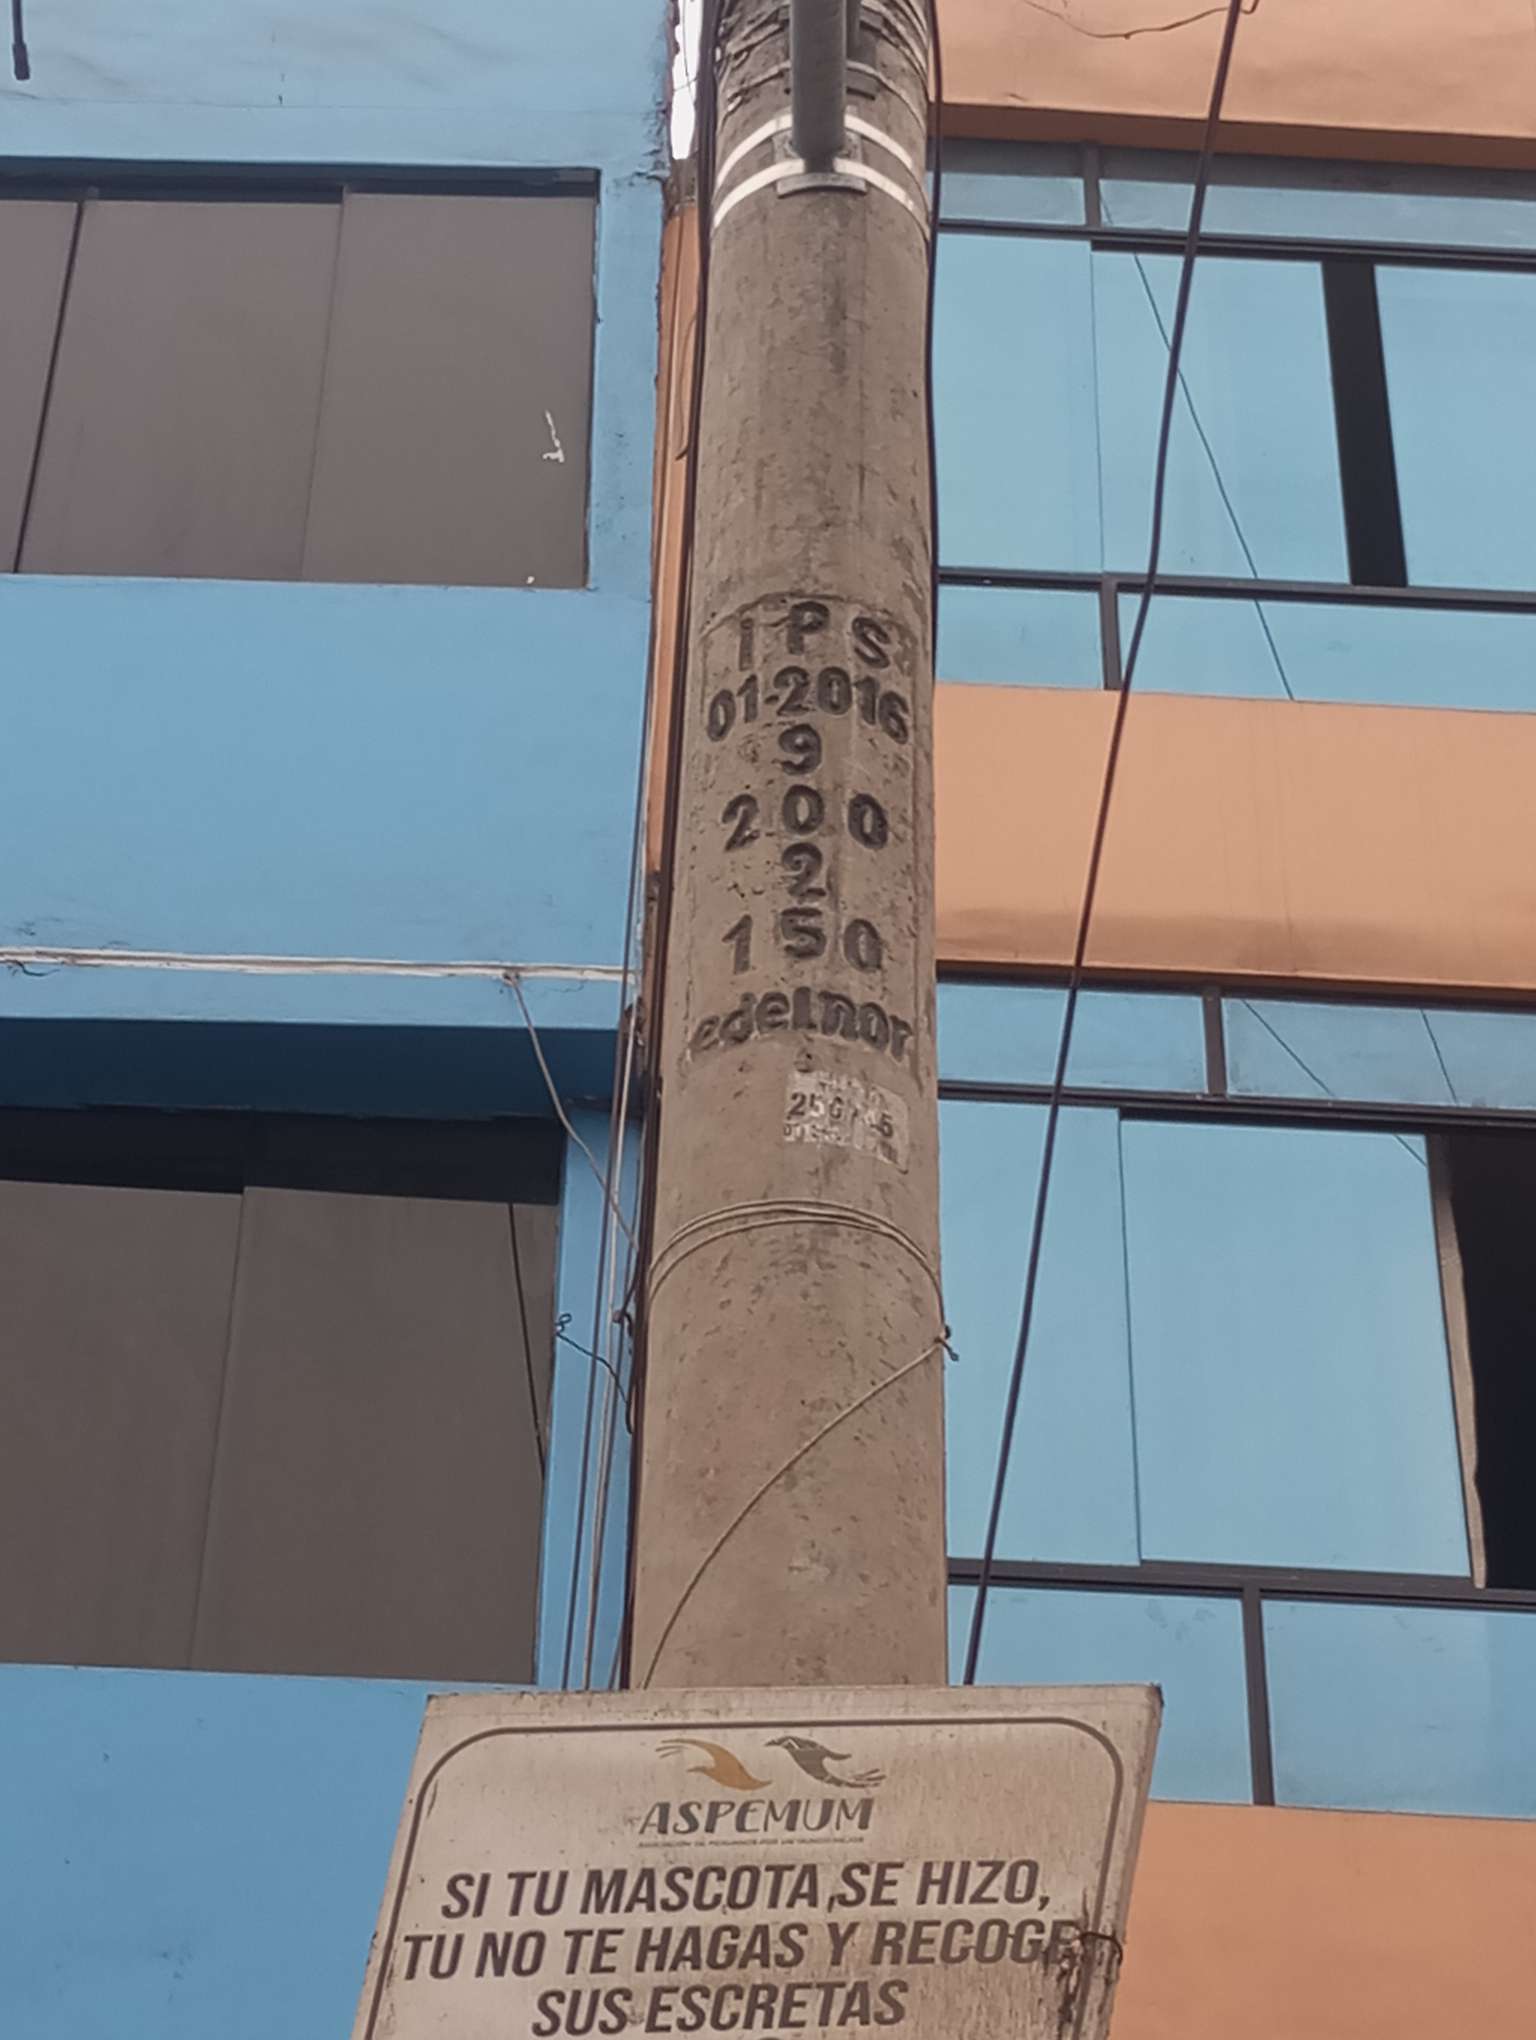 iPS
01-2016
9
200
2
150
edelnor
ASPEMUM
SI TU MASCOTA,SE HIZO,
TU NO TE HAGAS Y RECOGE
SUS ESCRETAS